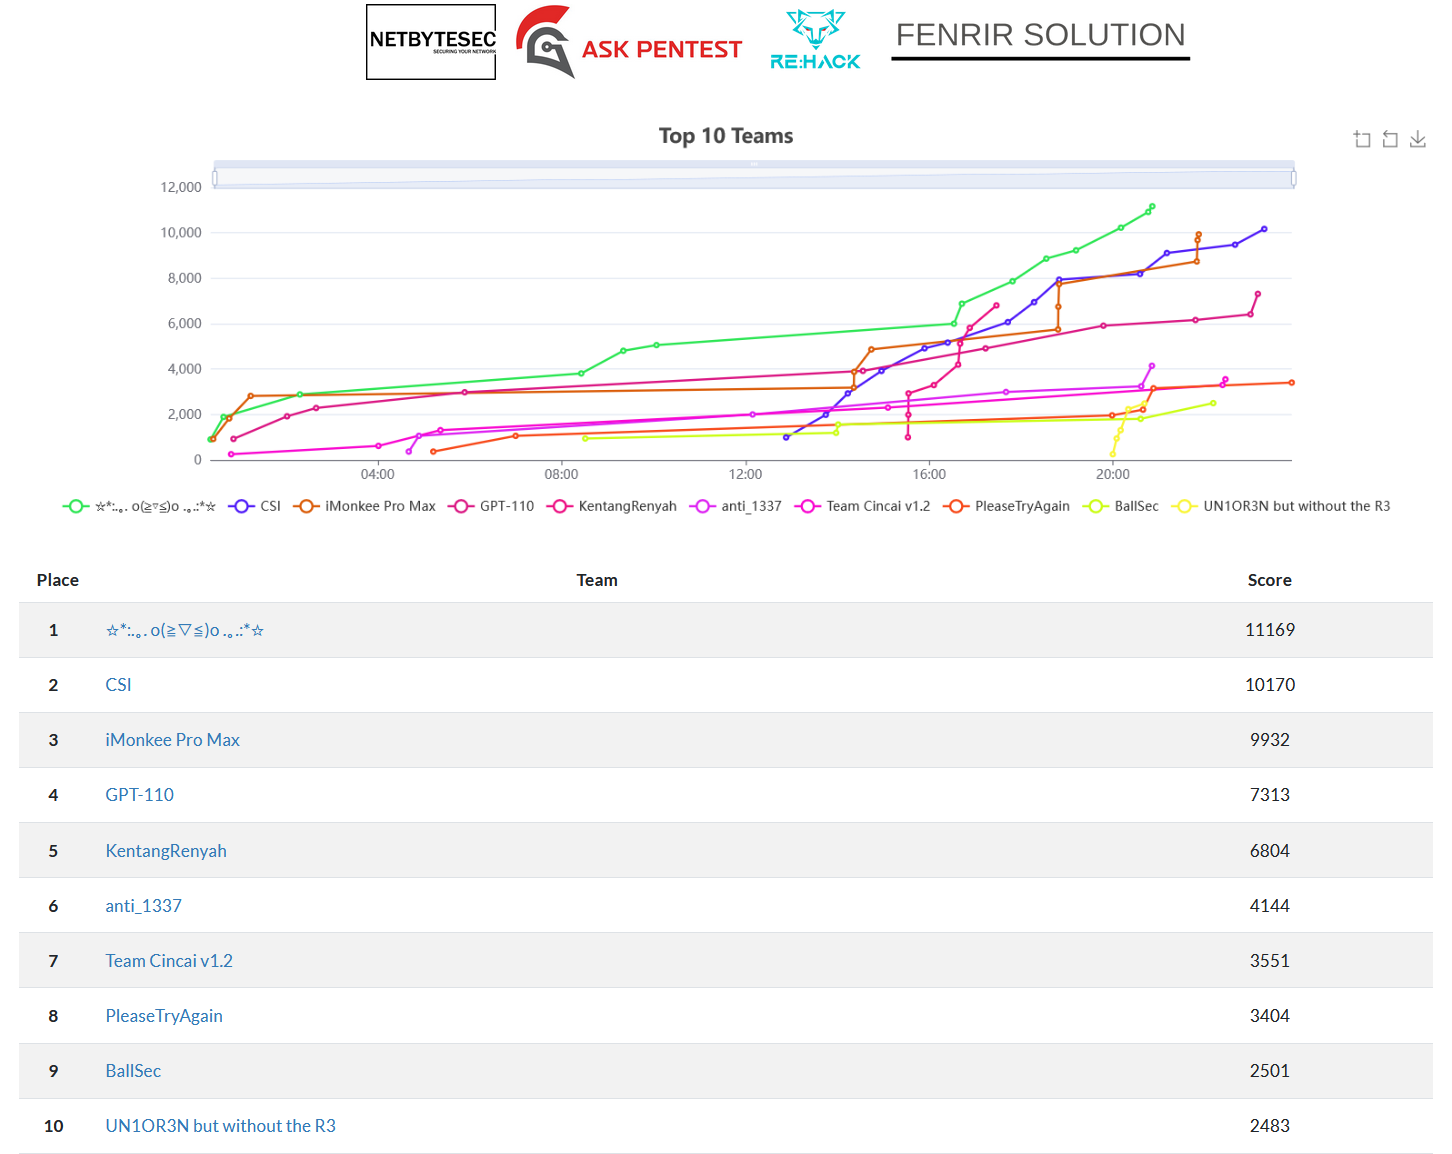 NETBYTESEC
SECURING YOUR NETWORK
ASK PENTEST
RE:HACK
FENRIR SOLUTION
Top 10 Teams
12,000
10,000
8,000
6,000
4,000
2,000
0
04:00 08:00 12:00 16:00 20:00
☆*:.｡. o(≧▽≦)o .｡.:*☆ CSI iMonkee Pro Max GPT-110 KentangRenyah anti_1337 Team Cincai v1.2 PleaseTryAgain BallSec UN1OR3N but without the R3
Place Team Score
1 ☆*:.｡. o(≧▽≦)o .｡.:*☆ 11169
2 CSI 10170
3 iMonkee Pro Max 9932
4 GPT-110 7313
5 KentangRenyah 6804
6 anti_1337 4144
7 Team Cincai v1.2 3551
8 PleaseTryAgain 3404
9 BallSec 2501
10 UN1OR3N but without the R3 2483